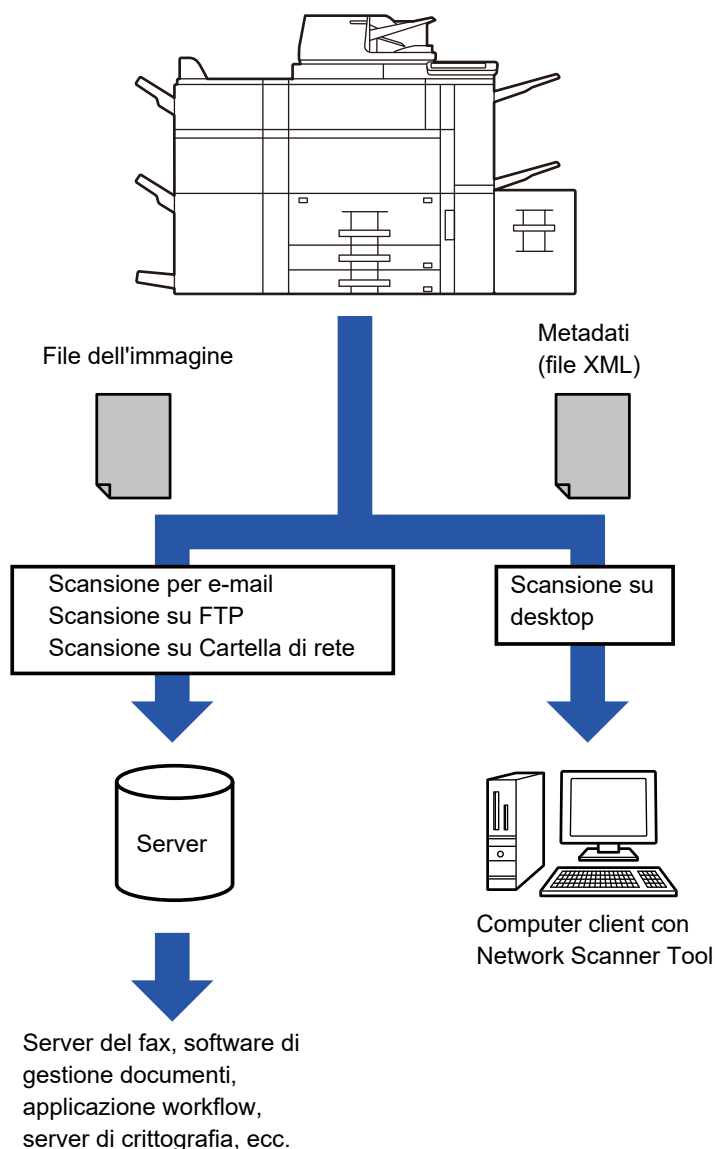 File dell'immagine
Metadati
(file XML)
Scansione per e-mail
Scansione su FTP
Scansione su Cartella di rete
Scansione su
desktop
Server
Computer client con
Network Scanner Tool
Server del fax, software di
gestione documenti,
applicazione workflow,
server di crittografia, ecc.